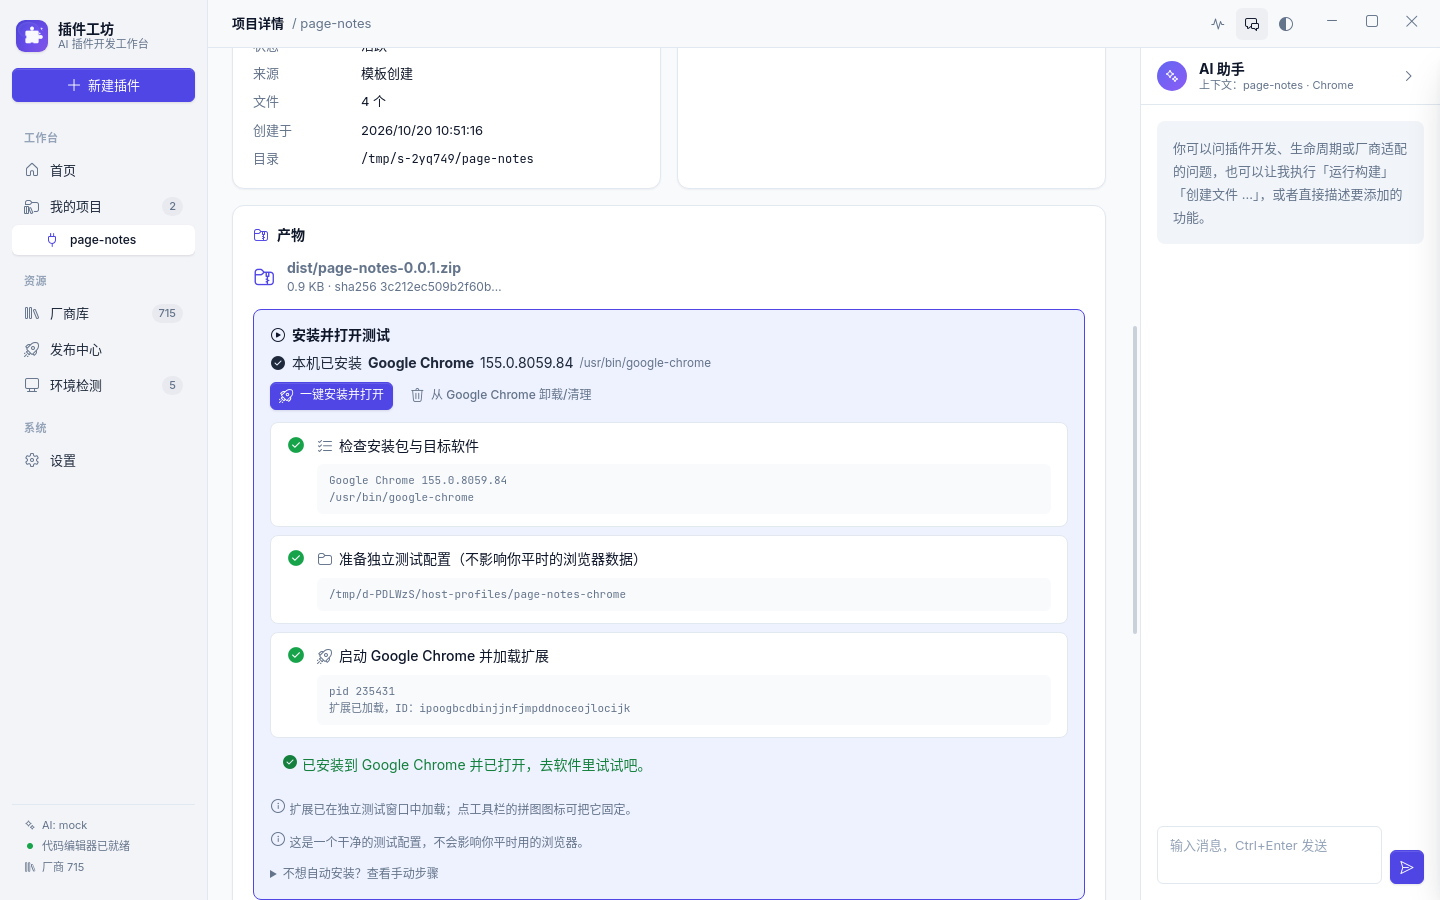 插件工坊
AI 插件开发工作台
新建插件
工作台
首页
我的项目 2
page-notes
资源
厂商库 715
发布中心
环境检测 5
系统
设置
AI: mock
代码编辑器已就绪
厂商 715
项目详情 / page-notes
来源 模板创建
文件 4 个
创建于 2026/10/20 10:51:16
目录 /tmp/s-2yq749/page-notes
产物
dist/page-notes-0.0.1.zip
0.9 KB · sha256 3c212ec509b2f60b…
安装并打开测试
本机已安装 Google Chrome 155.0.8059.84 /usr/bin/google-chrome
一键安装并打开 从 Google Chrome 卸载/清理
检查安装包与目标软件
Google Chrome 155.0.8059.84
/usr/bin/google-chrome
准备独立测试配置（不影响你平时的浏览器数据）
/tmp/d-PDLWzS/host-profiles/page-notes-chrome
启动 Google Chrome 并加载扩展
pid 235431
扩展已加载，ID：ipoogbcdbinjjnfjmpddnoceojlocijk
已安装到 Google Chrome 并已打开，去软件里试试吧。
扩展已在独立测试窗口中加载；点工具栏的拼图图标可把它固定。
这是一个干净的测试配置，不会影响你平时用的浏览器。
不想自动安装？查看手动步骤
AI 助手
上下文：page-notes · Chrome
你可以问插件开发、生命周期或厂商适配
的问题，也可以让我执行「运行构建」
「创建文件 …」，或者直接描述要添加的
功能。
输入消息，Ctrl+Enter 发送